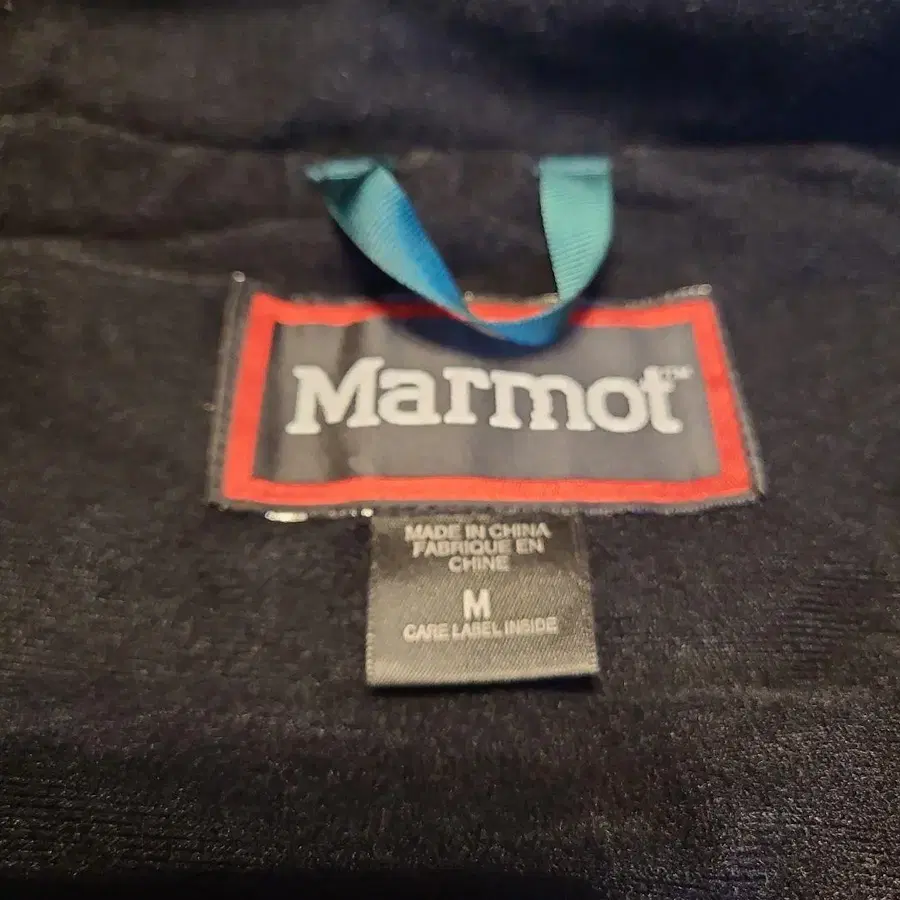 Marmot™
MADE IN CHINA
FABRIQUE EN
CHINE
M
CARE LABEL INSIDE